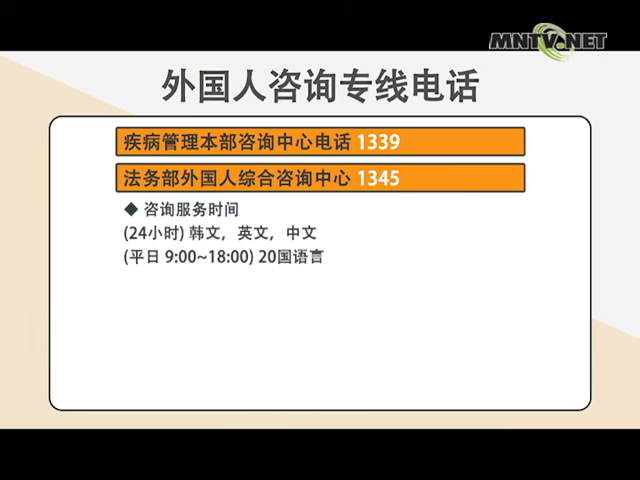 MNTV.NET
外国人咨询专线电话
疾病管理本部咨询中心电话 1339
法务部外国人综合咨询中心 1345
◆ 咨询服务时间
(24小时) 韩文, 英文, 中文
(平日 9:00~18:00) 20国语言